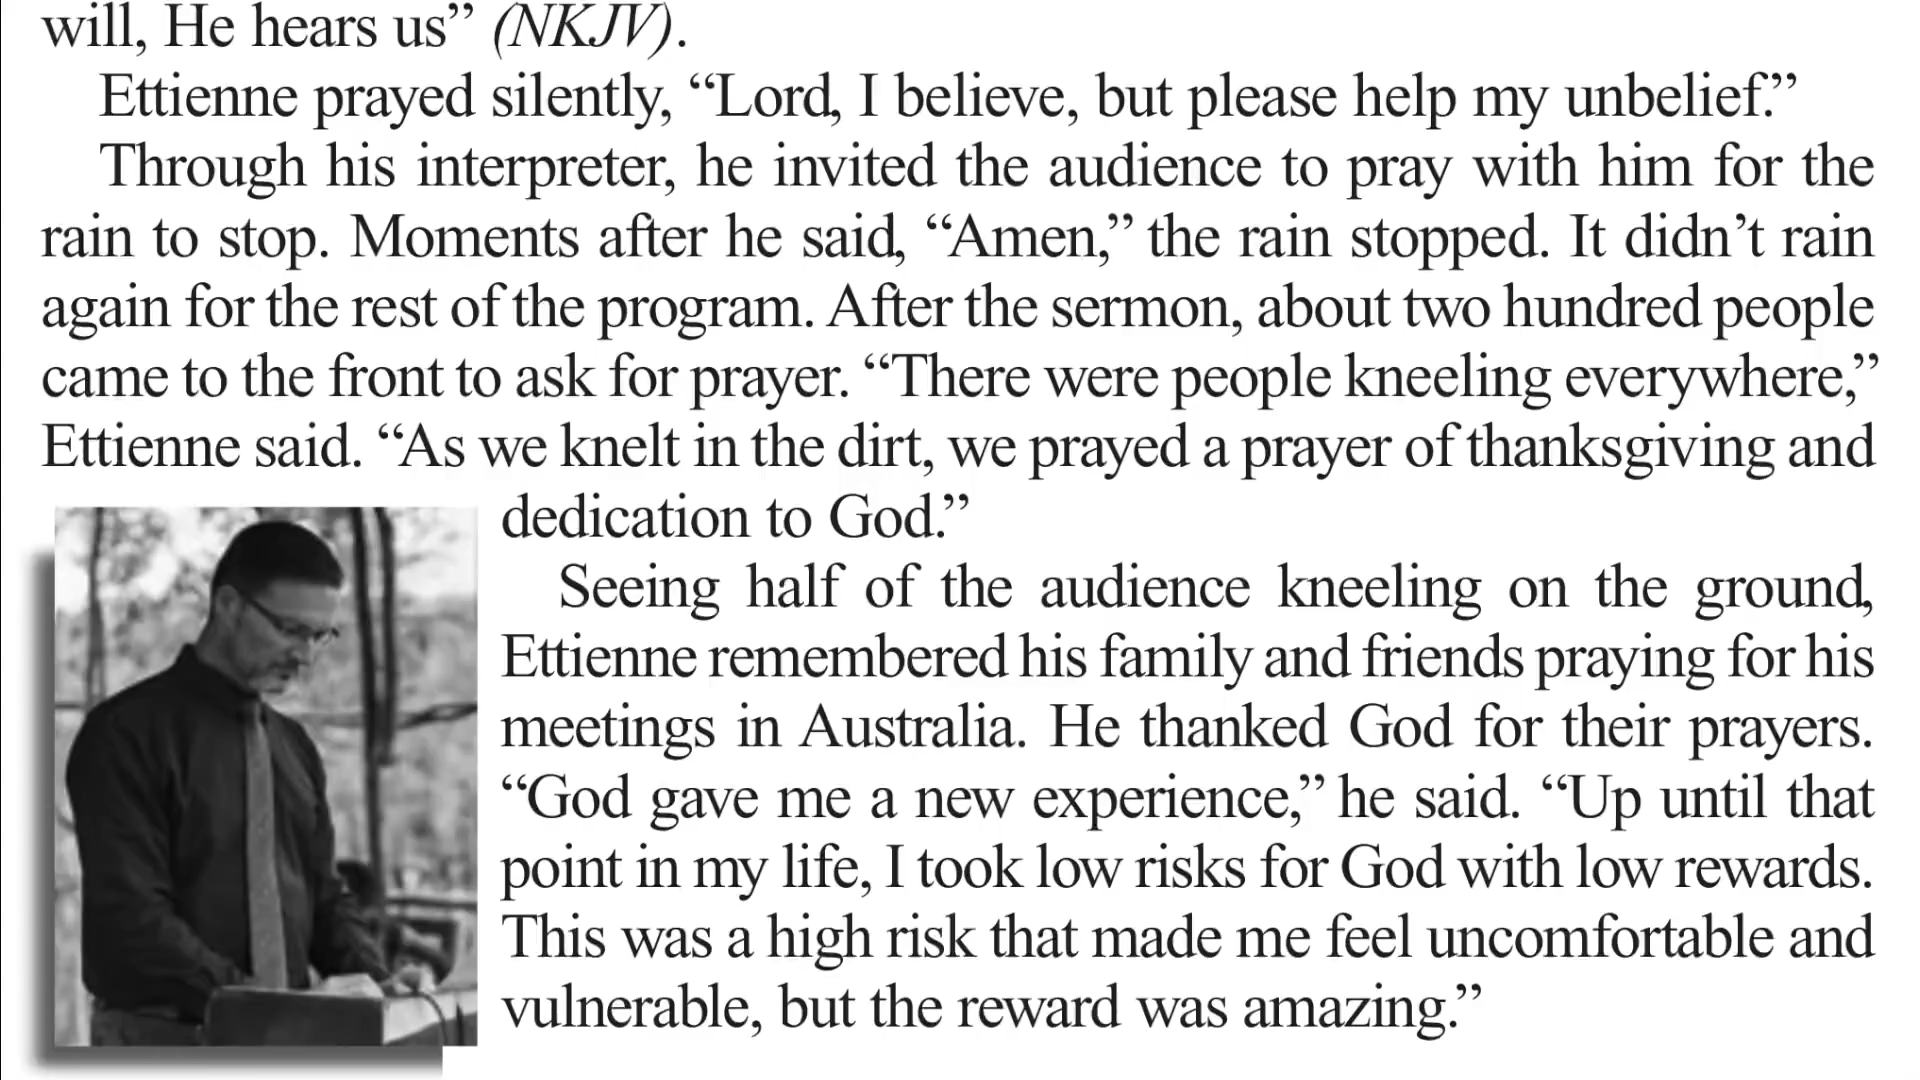 will, He hears us” (NKJV).
Ettienne prayed silently, “Lord, I believe, but please help my unbelief.”
Through his interpreter, he invited the audience to pray with him for the
rain to stop. Moments after he said, “Amen,” the rain stopped. It didn’t rain
again for the rest of the program. After the sermon, about two hundred people
came to the front to ask for prayer. “There were people kneeling everywhere,”
Ettienne said. “As we knelt in the dirt, we prayed a prayer of thanksgiving and
dedication to God.”
Seeing half of the audience kneeling on the ground,
Ettienne remembered his family and friends praying for his
meetings in Australia. He thanked God for their prayers.
“God gave me a new experience,” he said. “Up until that
point in my life, I took low risks for God with low rewards.
This was a high risk that made me feel uncomfortable and
vulnerable, but the reward was amazing.”